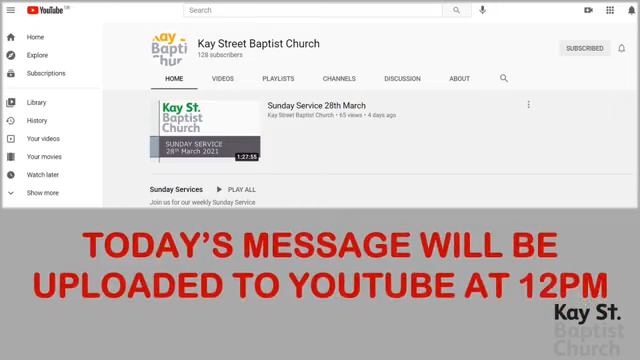 YouTube GB
Search
Home
Explore
Subscriptions
Library
History
Your videos
Your movies
Watch later
Show more
Kay
Bapti
Chur
Kay Street Baptist Church
128 subscribers
SUBSCRIBED
HOME VIDEOS PLAYLISTS CHANNELS DISCUSSION ABOUT
Kay St.
Baptist
Church
SUNDAY SERVICE
28th March 2021
1:27:55
Sunday Service 28th March
Kay Street Baptist Church • 65 views • 4 days ago
Sunday Services PLAY ALL
Join us for our weekly Sunday Service
TODAY'S MESSAGE WILL BE
UPLOADED TO YOUTUBE AT 12PM
Kay St.
Baptist
Church